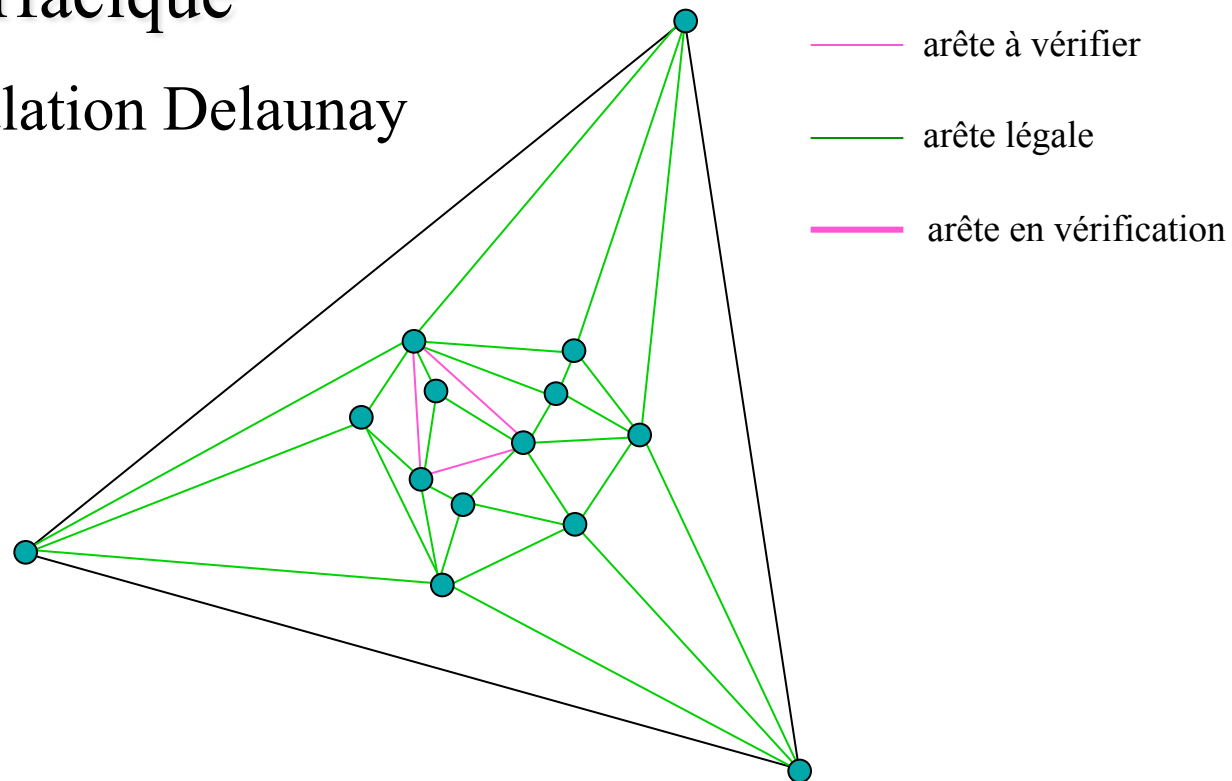 lation Delaunay
arête à vérifier
arête légale
arête en vérification